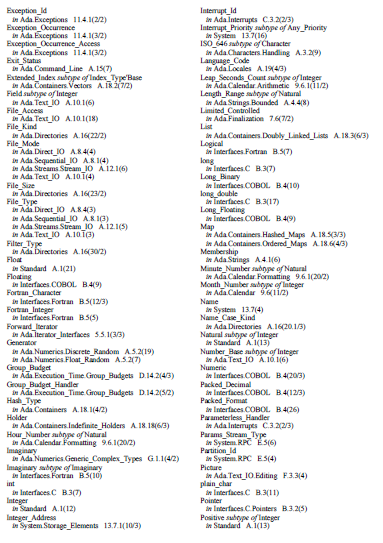 Exception_Id
in Ada.Exceptions 11.4.1(2/2)
Exception_Occurrence
in Ada.Exceptions 11.4.1(3/2)
Exception_Occurrence_Access
in Ada.Exceptions 11.4.1(3/2)
Exit_Status
in Ada.Command_Line A.15(7)
Extended_Index subtype of Index_Type'Base
in Ada.Containers.Vectors A.18.2(7/2)
Field subtype of Integer
in Ada.Text_IO A.10.1(6)
File_Access
in Ada.Text_IO A.10.1(18)
File_Kind
in Ada.Directories A.16(22/2)
File_Mode
in Ada.Direct_IO A.8.4(4)
in Ada.Sequential_IO A.8.1(4)
in Ada.Streams.Stream_IO A.12.1(6)
in Ada.Text_IO A.10.1(4)
File_Size
in Ada.Directories A.16(23/2)
File_Type
in Ada.Direct_IO A.8.4(3)
in Ada.Sequential_IO A.8.1(3)
in Ada.Streams.Stream_IO A.12.1(5)
in Ada.Text_IO A.10.1(3)
Filter_Type
in Ada.Directories A.16(30/2)
Float
in Standard A.1(21)
Floating
in Interfaces.COBOL B.4(9)
Fortran_Character
in Interfaces.Fortran B.5(12/3)
Fortran_Integer
in Interfaces.Fortran B.5(5)
Forward_Iterator
in Ada.Iterator_Interfaces 5.5.1(3/3)
Generator
in Ada.Numerics.Discrete_Random A.5.2(19)
in Ada.Numerics.Float_Random A.5.2(7)
Group_Budget
in Ada.Execution_Time.Group_Budgets D.14.2(4/3)
Group_Budget_Handler
in Ada.Execution_Time.Group_Budgets D.14.2(5/2)
Hash_Type
in Ada.Containers A.18.1(4/2)
Holder
in Ada.Containers.Indefinite_Holders A.18.18(6/3)
Hour_Number subtype of Natural
in Ada.Calendar.Formatting 9.6.1(20/2)
Imaginary
in Ada.Numerics.Generic_Complex_Types G.1.1(4/2)
Imaginary subtype of Imaginary
in Interfaces.Fortran B.5(10)
int
in Interfaces.C B.3(7)
Integer
in Standard A.1(12)
Integer_Address
in System.Storage_Elements 13.7.1(10/3)
Interrupt_Id
in Ada.Interrupts C.3.2(2/3)
Interrupt_Priority subtype of Any_Priority
in System 13.7(16)
ISO_646 subtype of Character
in Ada.Characters.Handling A.3.2(9)
Language_Code
in Ada.Locales A.19(4/3)
Leap_Seconds_Count subtype of Integer
in Ada.Calendar.Arithmetic 9.6.1(11/2)
Length_Range subtype of Natural
in Ada.Strings.Bounded A.4.4(8)
Limited_Controlled
in Ada.Finalization 7.6(7/2)
List
in Ada.Containers.Doubly_Linked_Lists A.18.3(6/3)
Logical
in Interfaces.Fortran B.5(7)
long
in Interfaces.C B.3(7)
Long_Binary
in Interfaces.COBOL B.4(10)
long_double
in Interfaces.C B.3(17)
Long_Floating
in Interfaces.COBOL B.4(9)
Map
in Ada.Containers.Hashed_Maps A.18.5(3/3)
in Ada.Containers.Ordered_Maps A.18.6(4/3)
Membership
in Ada.Strings A.4.1(6)
Minute_Number subtype of Natural
in Ada.Calendar.Formatting 9.6.1(20/2)
Month_Number subtype of Integer
in Ada.Calendar 9.6(11/2)
Name
in System 13.7(4)
Name_Case_Kind
in Ada.Directories A.16(20.1/3)
Natural subtype of Integer
in Standard A.1(13)
Number_Base subtype of Integer
in Ada.Text_IO A.10.1(6)
Numeric
in Interfaces.COBOL B.4(20/3)
Packed_Decimal
in Interfaces.COBOL B.4(12/3)
Packed_Format
in Interfaces.COBOL B.4(26)
Parameterless_Handler
in Ada.Interrupts C.3.2(2/3)
Params_Stream_Type
in System.RPC E.5(6)
Partition_Id
in System.RPC E.5(4)
Picture
in Ada.Text_IO.Editing F.3.3(4)
plain_char
in Interfaces.C B.3(11)
Pointer
in Interfaces.C.Pointers B.3.2(5)
Positive subtype of Integer
in Standard A.1(13)